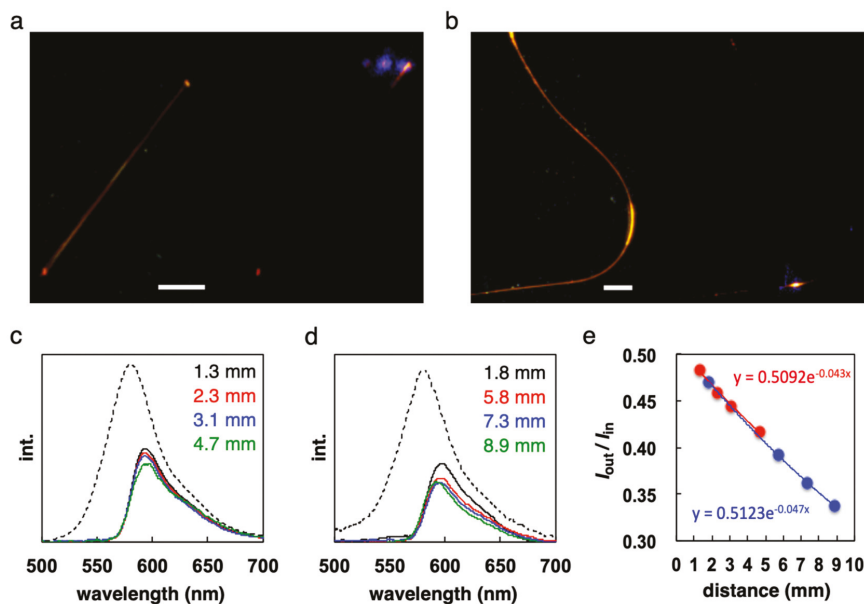 a
b
c
1.3 mm
2.3 mm
3.1 mm
4.7 mm
int.
500 550 600 650 700
wavelength (nm)
d
1.8 mm
5.8 mm
7.3 mm
8.9 mm
int.
500 550 600 650 700
wavelength (nm)
e
0.50
0.45
0.40
0.35
0.30
Iout/ Iin
y = 0.5092e-0.043x
y = 0.5123e-0.047x
0 1 2 3 4 5 6 7 8 9 10
distance (mm)